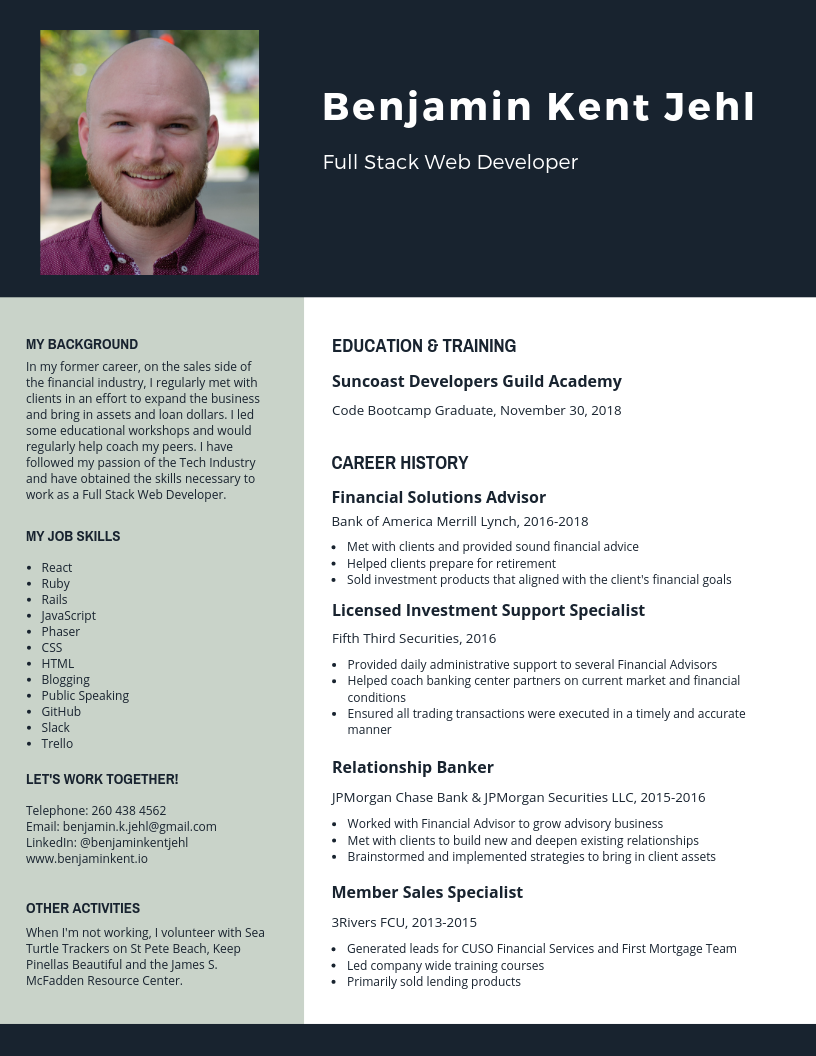 Benjamin Kent Jehl
Full Stack Web Developer
MY BACKGROUND
In my former career, on the sales side of
the financial industry, I regularly met with
clients in an effort to expand the business
and bring in assets and loan dollars. I led
some educational workshops and would
regularly help coach my peers. I have
followed my passion of the Tech Industry
and have obtained the skills necessary to
work as a Full Stack Web Developer.
MY JOB SKILLS
• React
• Ruby
• Rails
• JavaScript
• Phaser
• CSS
• HTML
• Blogging
• Public Speaking
• GitHub
• Slack
• Trello
LET'S WORK TOGETHER!
Telephone: 260 438 4562
Email: benjamin.k.jehl@gmail.com
LinkedIn: @benjaminkentjehl
www.benjaminkent.io
OTHER ACTIVITIES
When I'm not working, I volunteer with Sea
Turtle Trackers on St Pete Beach, Keep
Pinellas Beautiful and the James S.
McFadden Resource Center.
EDUCATION & TRAINING
Suncoast Developers Guild Academy
Code Bootcamp Graduate, November 30, 2018
CAREER HISTORY
Financial Solutions Advisor
Bank of America Merrill Lynch, 2016-2018
• Met with clients and provided sound financial advice
• Helped clients prepare for retirement
• Sold investment products that aligned with the client's financial goals
Licensed Investment Support Specialist
Fifth Third Securities, 2016
• Provided daily administrative support to several Financial Advisors
• Helped coach banking center partners on current market and financial
conditions
• Ensured all trading transactions were executed in a timely and accurate
manner
Relationship Banker
JPMorgan Chase Bank & JPMorgan Securities LLC, 2015-2016
• Worked with Financial Advisor to grow advisory business
• Met with clients to build new and deepen existing relationships
• Brainstormed and implemented strategies to bring in client assets
Member Sales Specialist
3Rivers FCU, 2013-2015
• Generated leads for CUSO Financial Services and First Mortgage Team
• Led company wide training courses
• Primarily sold lending products